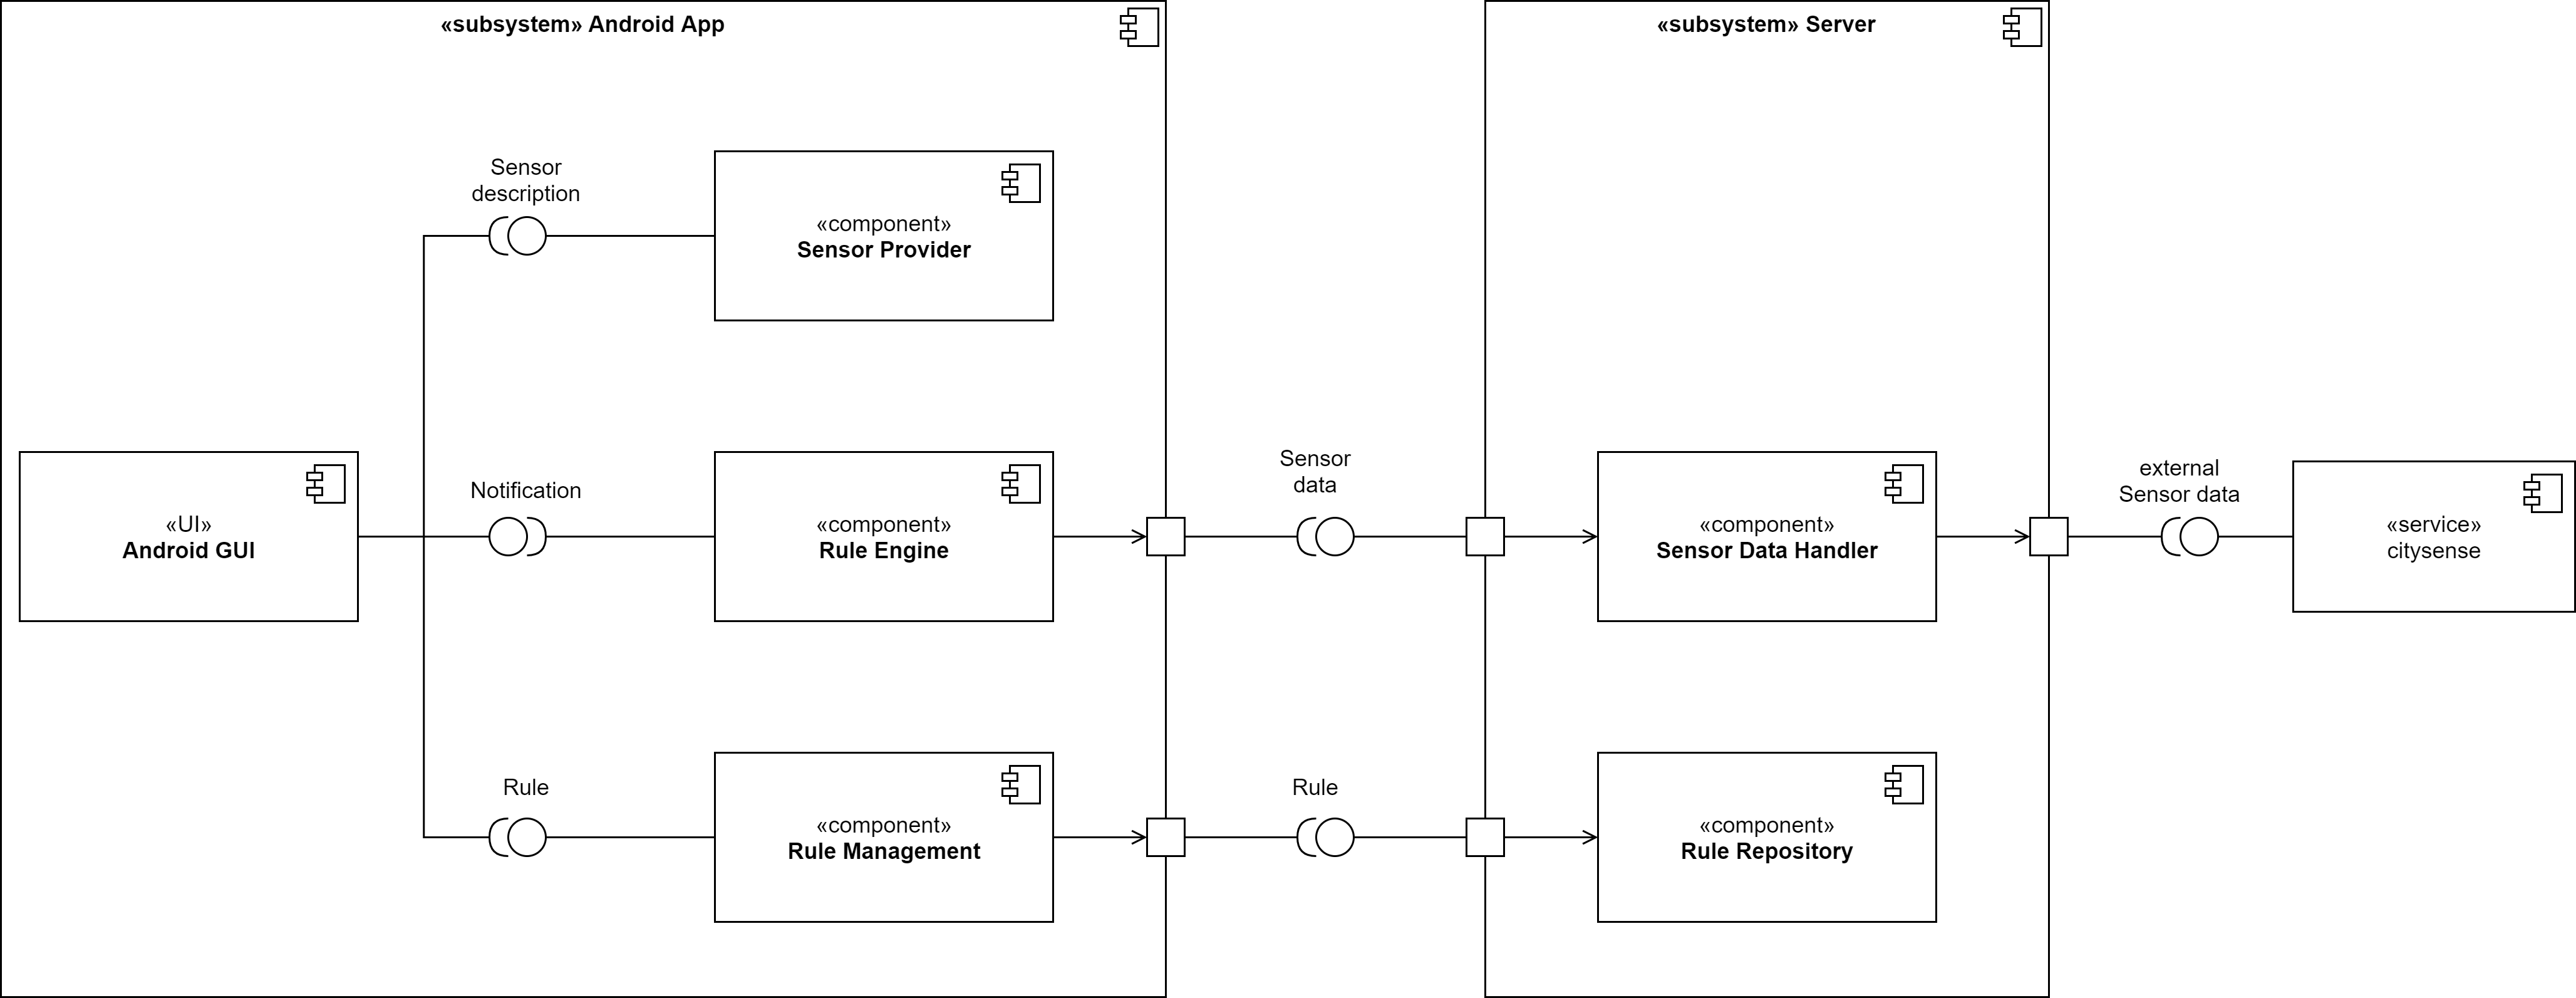 «subsystem» Android App
«subsystem» Server
Sensor
description
«component»
Sensor Provider
«UI»
Android GUI
Notification
«component»
Rule Engine
Sensor
data
«component»
Sensor Data Handler
external
Sensor data
«service»
citysense
Rule
«component»
Rule Management
Rule
«component»
Rule Repository